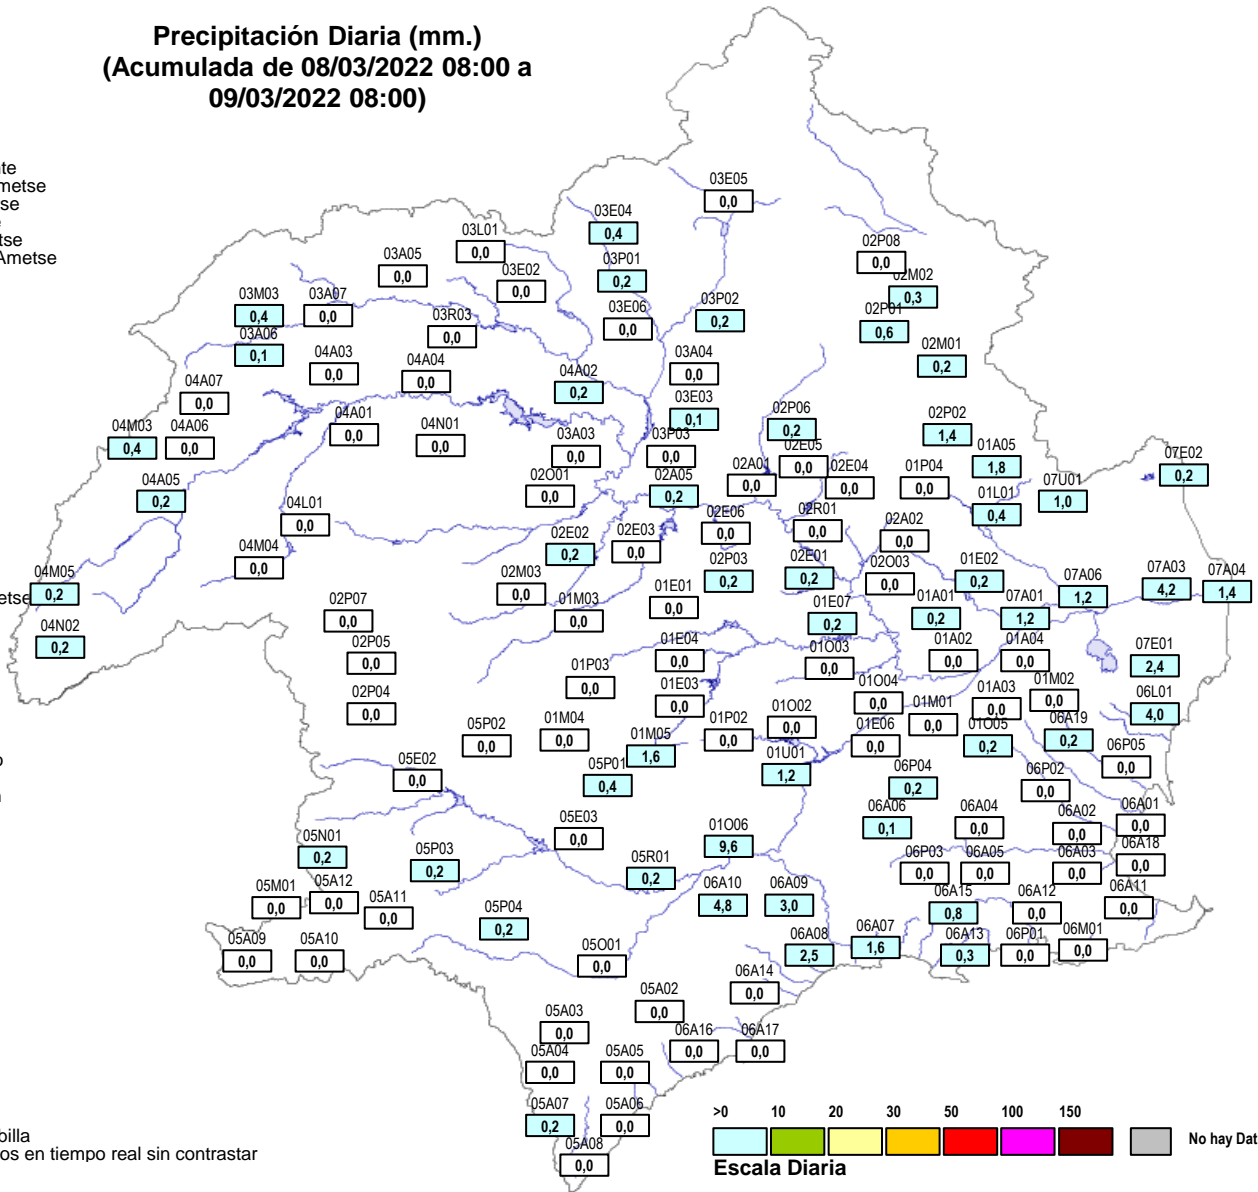 Precipitación Diaria (mm.)
(Acumulada de 08/03/2022 08:00 a
09/03/2022 08:00)
nte
metse
tse
e
tse
Ametse
etse
o
n
billa
os en tiempo real sin contrastar
03E05
0,0
03E04
0,4
03L01
0,0
03A05
0,0
03E02
0,0
03P01
0,2
02P08
0,0
02M02
0,3
03M03
0,4
03A07
0,0
03R03
0,0
03E06
0,0
03P02
0,2
02P01
0,6
03A06
0,1
04A03
0,0
04A04
0,0
04A02
0,2
03A04
0,0
02M01
0,2
04A07
0,0
04A01
0,0
04N01
0,0
03E03
0,1
02P06
0,2
02P02
1,4
04M03
0,4
04A06
0,0
03A03
0,0
03P03
0,0
02E05
0,0
01A05
1,8
07E02
0,2
04A05
0,2
02O01
0,0
02A05
0,2
02A01
0,0
02E04
0,0
01P04
0,0
01L01
0,4
07U01
1,0
04L01
0,0
02E06
0,0
02R01
0,0
02A02
0,0
04M04
0,0
02E02
0,2
02E03
0,0
04M05
0,2
02M03
0,0
02P03
0,2
02E01
0,2
02O03
0,0
01E02
0,2
07A06
1,2
07A03
4,2
07A04
1,4
02P07
0,0
01M03
0,0
01E01
0,0
01E07
0,2
01A01
0,2
07A01
1,2
04N02
0,2
02P05
0,0
01E04
0,0
01O03
0,0
01A02
0,0
01A04
0,0
07E01
2,4
02P04
0,0
01P03
0,0
01E03
0,0
01O04
0,0
01A03
0,0
01M02
0,0
06L01
4,0
05P02
0,0
01M04
0,0
01M05
1,6
01P02
0,0
01O02
0,0
01E06
0,0
01M01
0,0
01O05
0,2
06A19
0,2
06P05
0,0
05E02
0,0
05P01
0,4
01U01
1,2
06P04
0,2
06P02
0,0
05E03
0,0
01O06
9,6
06A06
0,1
06A04
0,0
06A02
0,0
06A01
0,0
05N01
0,2
05P03
0,2
05R01
0,2
06P03
0,0
06A05
0,0
06A03
0,0
06A18
0,0
05M01
0,0
05A12
0,0
05A11
0,0
06A10
4,8
06A09
3,0
06A15
0,8
06A12
0,0
06A11
0,0
05P04
0,2
05A09
0,0
05A10
0,0
05O01
0,0
06A08
2,5
06A07
1,6
06A13
0,3
06P01
0,0
06M01
0,0
05A02
0,0
06A14
0,0
05A03
0,0
06A16
0,0
06A17
0,0
05A04
0,0
05A05
0,0
05A07
0,2
05A06
0,0
05A08
0,0
>0 10 20 30 50 100 150
No hay Dat
Escala Diaria